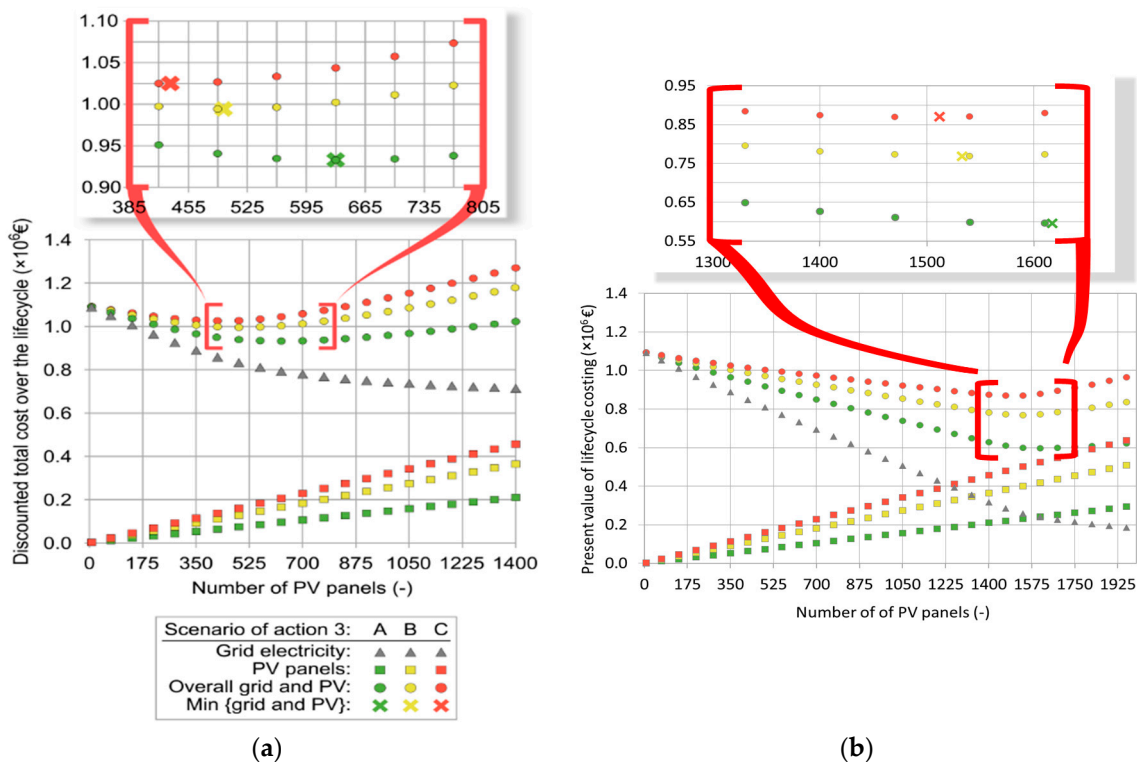 1.10
1.05
1.00
0.95
0.90
385 455 525 595 665 735 805
Discounted total cost over the lifecycle (×10⁶€)
1.4
1.2
1.0
0.8
0.6
0.4
0.2
0.0
0 175 350 525 700 875 1050 1225 1400
Number of PV panels (-)
Scenario of action 3: A B C
Grid electricity:
PV panels:
Overall grid and PV:
Min {grid and PV}:
(a)
0.95
0.85
0.75
0.65
0.55
1300 1400 1500 1600
Present value of lifecycle costing (×10⁶ €)
1.4
1.2
1.0
0.8
0.6
0.4
0.2
0.0
0 175 350 525 700 875 1050 1225 1400 1575 1750 1925
Number of of PV panels (-)
(b)